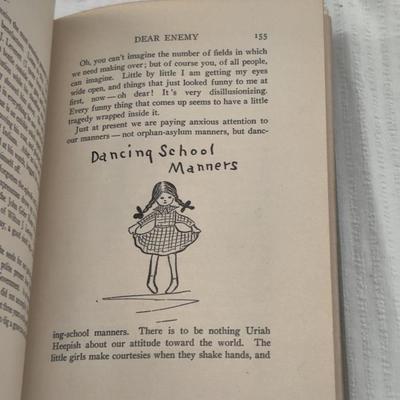 DEAR ENEMY 155
Oh, you can't imagine the number of fields in which
we need making over; but of course you, of all people,
can imagine. Little by little I am getting my eyes
wide open, and things that just looked funny to me at
first, now—oh dear! It's very disillusionizing.
Every funny thing that comes up seems to have a little
tragedy wrapped inside it.
Just at present we are paying anxious attention to
our manners—not orphan-asylum manners, but danc-
Dancing School
Manners
ing-school manners. There is to be nothing Uriah
Heepish about our attitude toward the world. The
little girls make courtesies when they shake hands, and